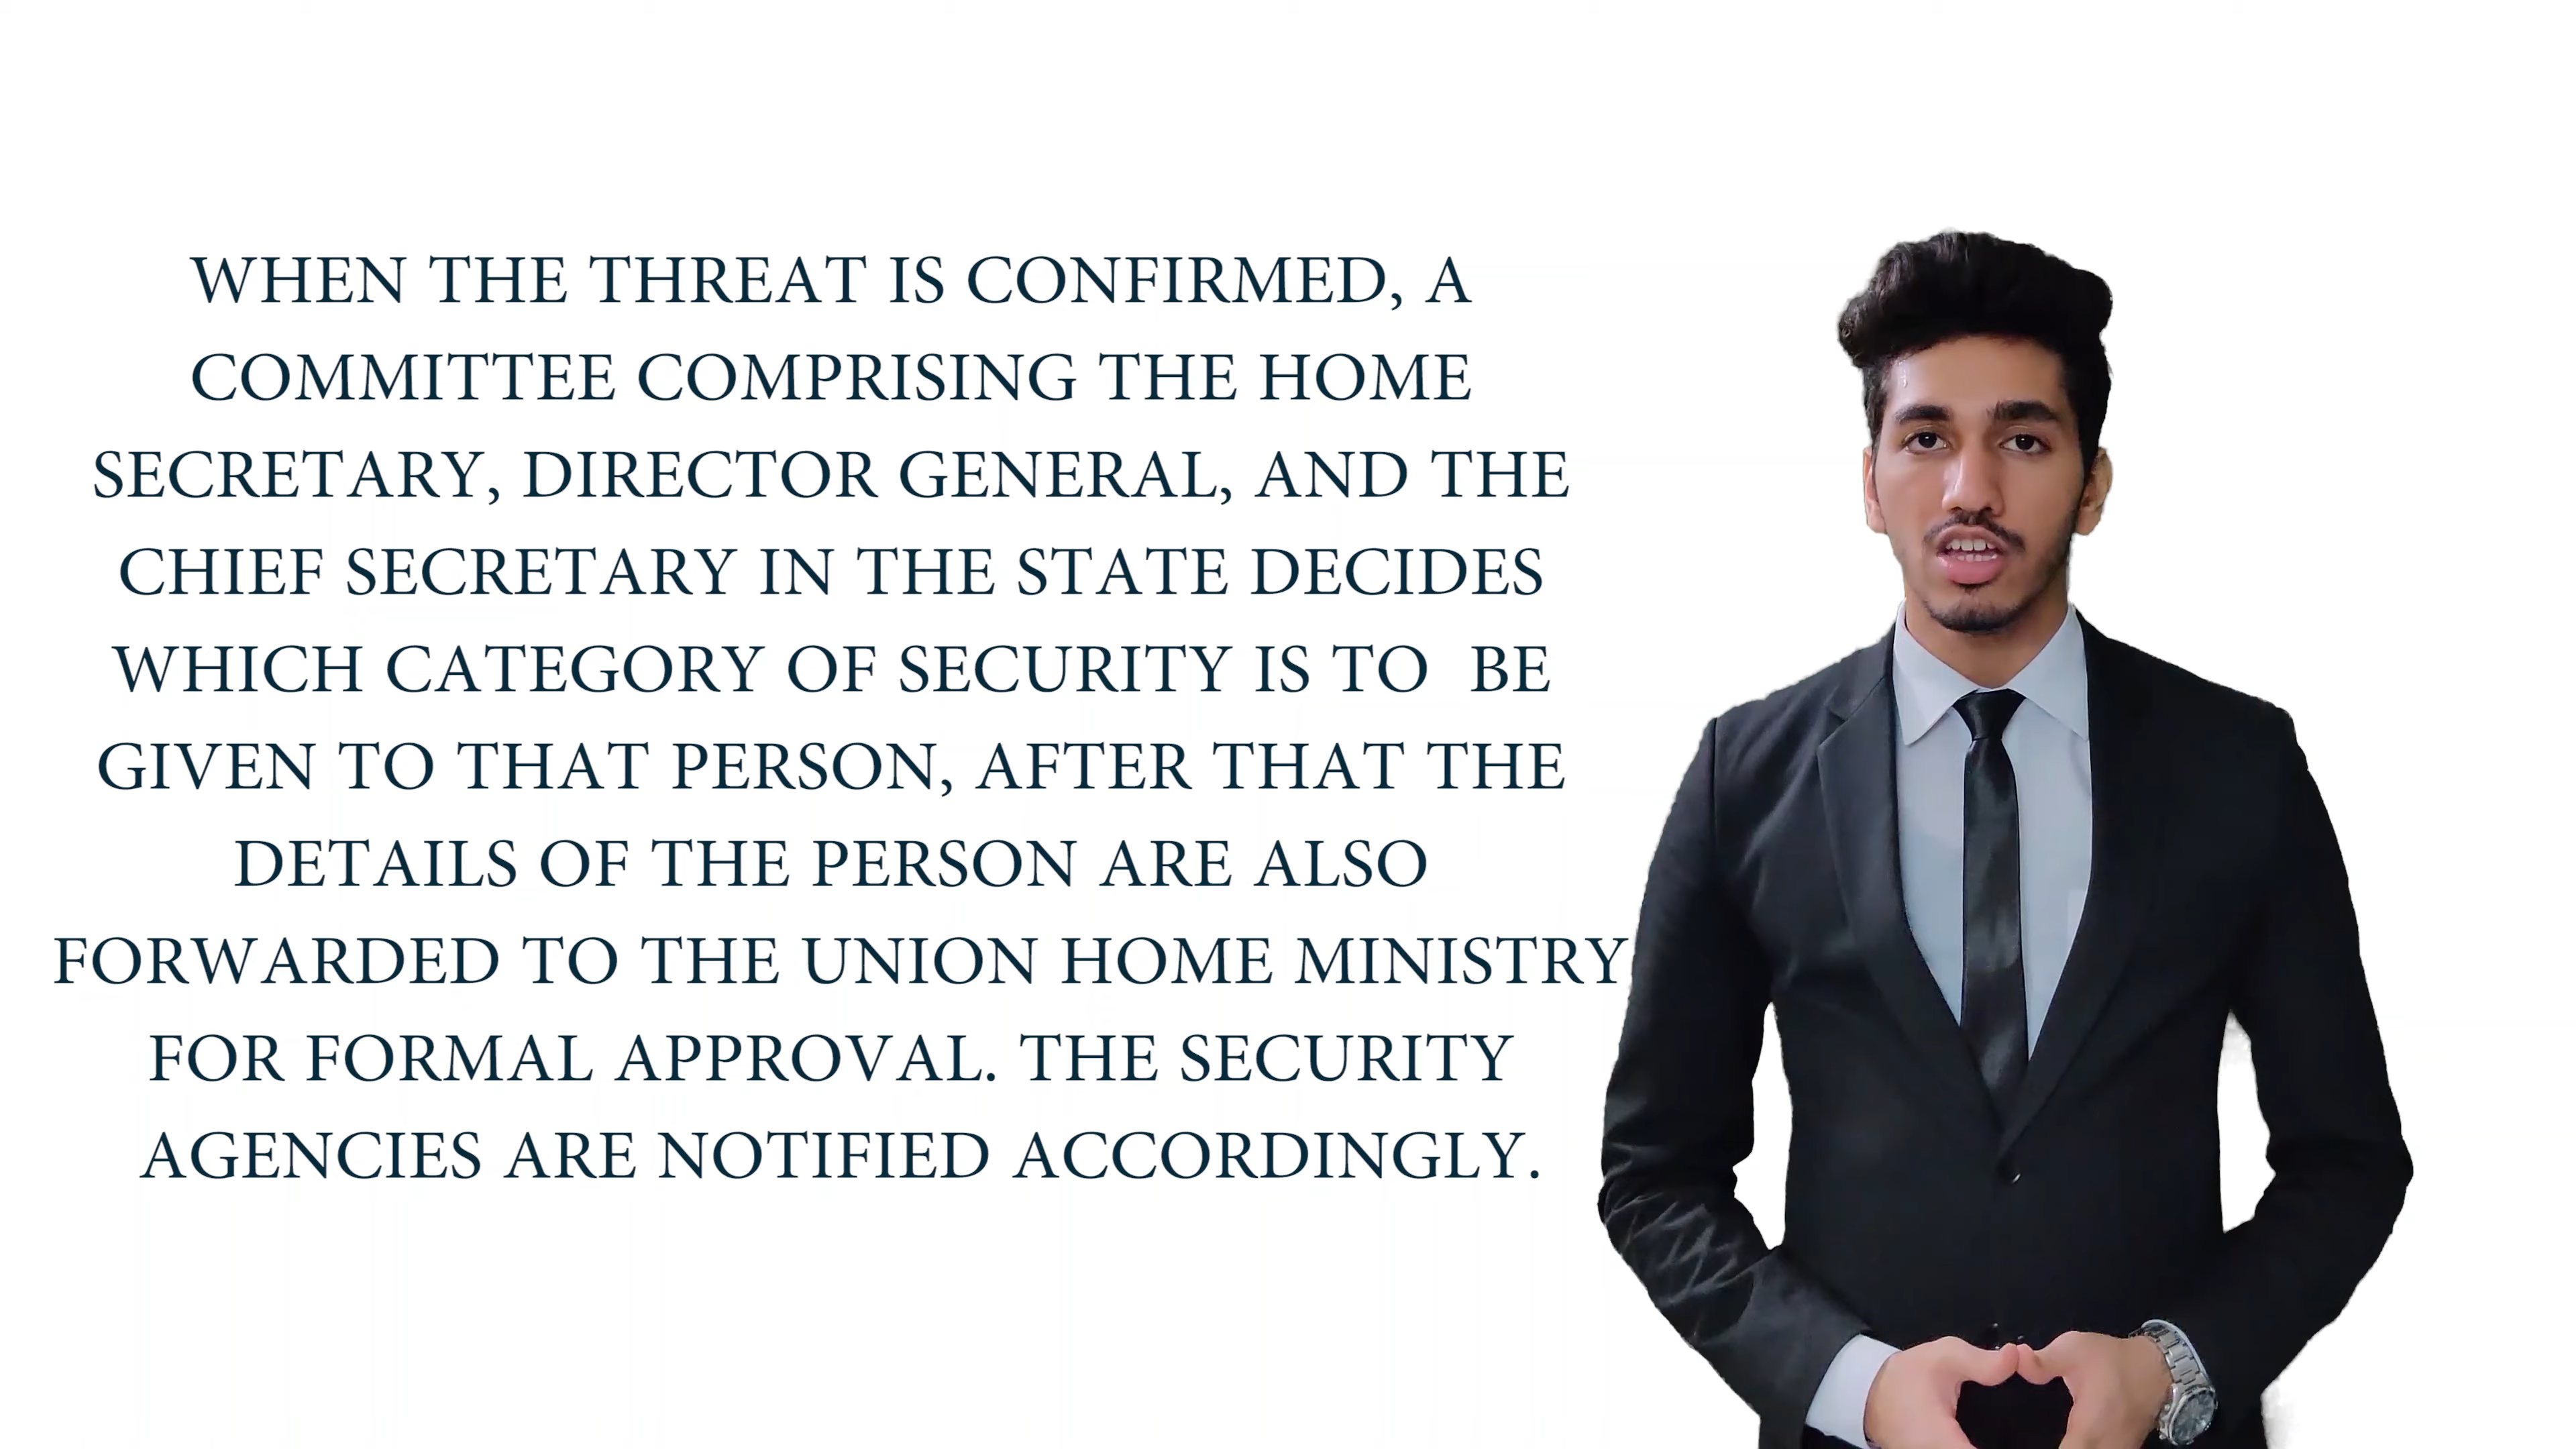 WHEN THE THREAT IS CONFIRMED, A
COMMITTEE COMPRISING THE HOME
SECRETARY, DIRECTOR GENERAL, AND THE
CHIEF SECRETARY IN THE STATE DECIDES
WHICH CATEGORY OF SECURITY IS TO  BE
GIVEN TO THAT PERSON, AFTER THAT THE
DETAILS OF THE PERSON ARE ALSO
FORWARDED TO THE UNION HOME MINISTRY
FOR FORMAL APPROVAL. THE SECURITY
AGENCIES ARE NOTIFIED ACCORDINGLY.